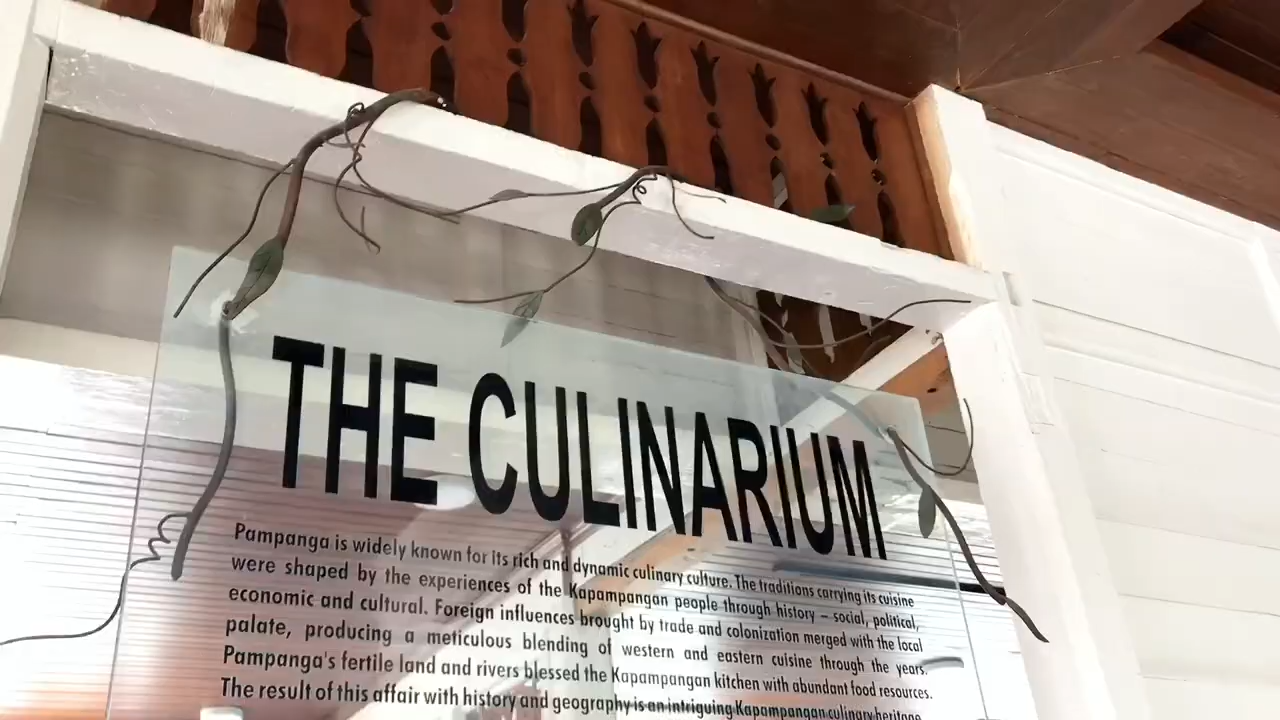 THE CULINARIUM
Pampanga is widely known for its rich and dynamic culinary culture. The traditions carrying its cuisine
were shaped by the experiences of the Kapampangan people through history – social, political,
economic and cultural. Foreign influences brought by trade and colonization merged with the local
palate, producing a meticulous blending of western and eastern cuisine through the years.
Pampanga's fertile land and rivers blessed the Kapampangan kitchen with abundant food resources.
The result of this affair with history and geography is an intriguing Kapampangan culinary heritage